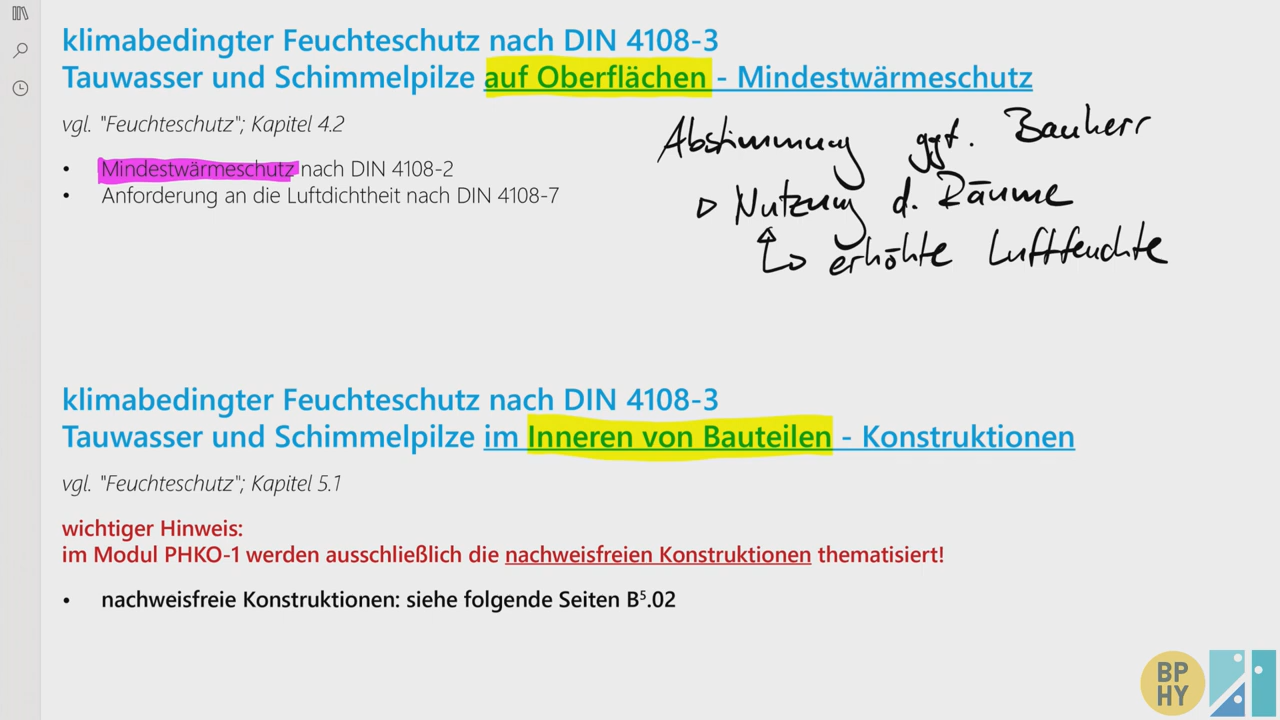 klimabedingter Feuchteschutz nach DIN 4108-3
Tauwasser und Schimmelpilze auf Oberflächen - Mindestwärmeschutz
vgl. "Feuchteschutz"; Kapitel 4.2
• Mindestwärmeschutz nach DIN 4108-2
• Anforderung an die Luftdichtheit nach DIN 4108-7
Abstimmung ggf. Bauherr
▷ Nutzung d. Räume
↳ erhöhte Luftfeuchte
klimabedingter Feuchteschutz nach DIN 4108-3
Tauwasser und Schimmelpilze im Inneren von Bauteilen - Konstruktionen
vgl. "Feuchteschutz"; Kapitel 5.1
wichtiger Hinweis:
im Modul PHKO-1 werden ausschließlich die nachweisfreien Konstruktionen thematisiert!
• nachweisfreie Konstruktionen: siehe folgende Seiten B⁵.02
BP
HY